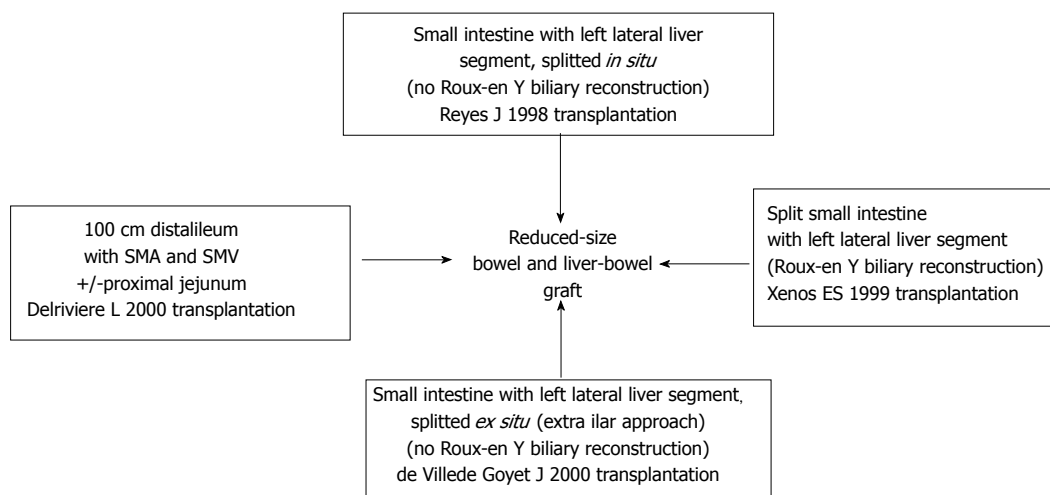 Small intestine with left lateral liver
segment, splitted in situ
(no Roux-en Y biliary reconstruction)
Reyes J 1998 transplantation
100 cm distalileum
with SMA and SMV
+/-proximal jejunum
Delriviere L 2000 transplantation
Reduced-size
bowel and liver-bowel
graft
Split small intestine
with left lateral liver segment
(Roux-en Y biliary reconstruction)
Xenos ES 1999 transplantation
Small intestine with left lateral liver segment,
splitted ex situ (extra ilar approach)
(no Roux-en Y biliary reconstruction)
de Villede Goyet J 2000 transplantation